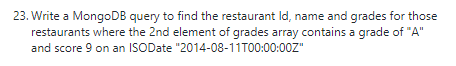 23. Write a MongoDB query to find the restaurant Id, name and grades for those
restaurants where the 2nd element of grades array contains a grade of "A"
and score 9 on an ISODate "2014-08-11T00:00:00Z"